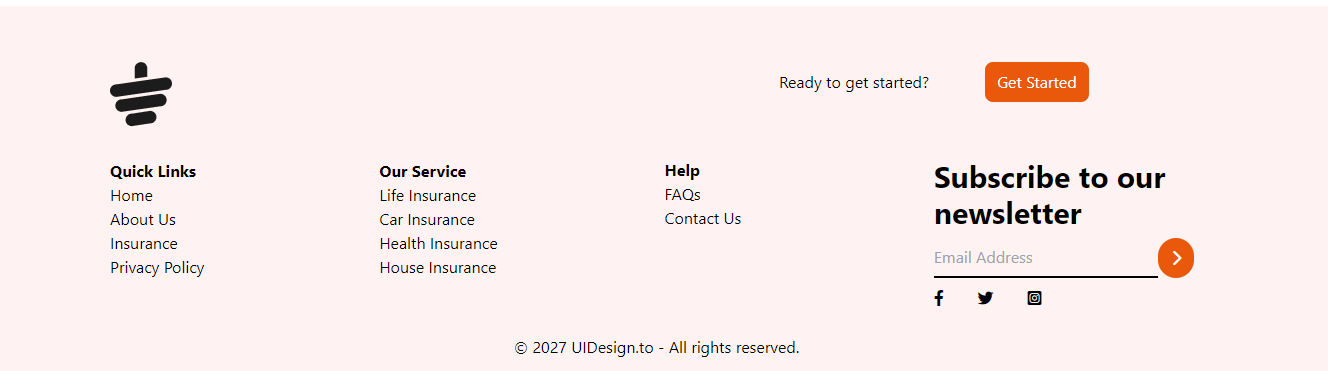 Ready to get started?
Get Started
Quick Links
Home
About Us
Insurance
Privacy Policy
Our Service
Life Insurance
Car Insurance
Health Insurance
House Insurance
Help
FAQs
Contact Us
Subscribe to our
newsletter
Email Address
© 2027 UIDesign.to - All rights reserved.